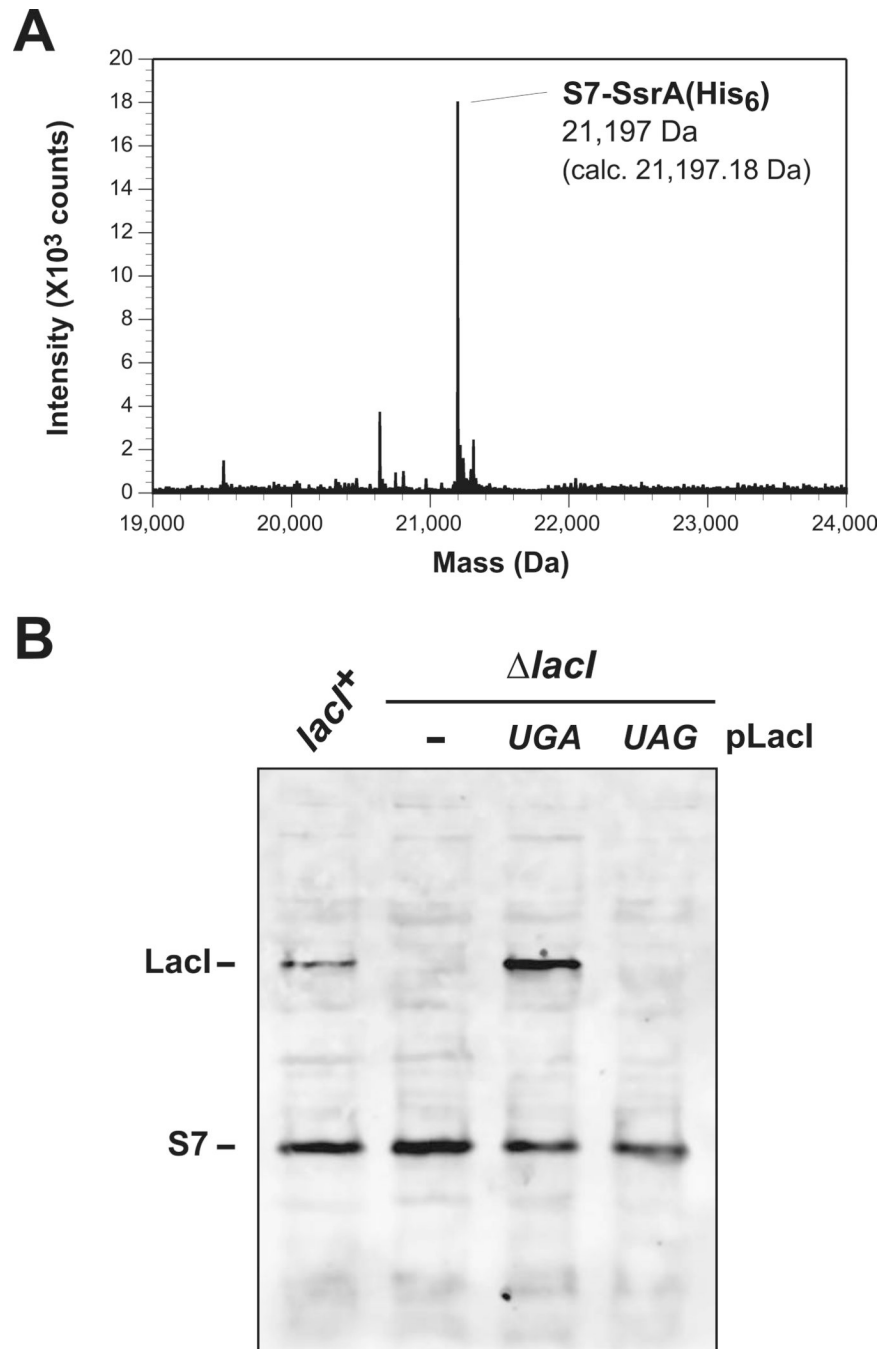 A
Intensity (X10³ counts)
20
18
16
14
12
10
8
6
4
2
0
S7-SsrA(His₆)
21,197 Da
(calc. 21,197.18 Da)
19,000 20,000 21,000 22,000 23,000 24,000
Mass (Da)
B
lacI⁺
ΔlacI
– UGA UAG pLacI
LacI –
S7 –